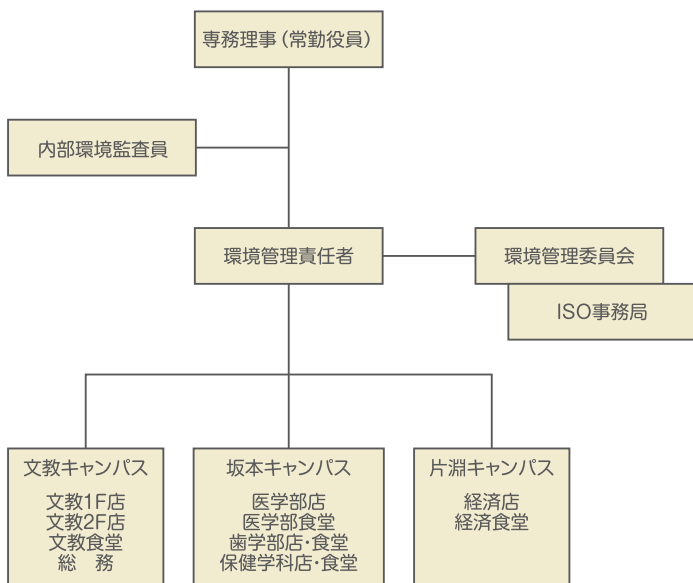 専務理事（常勤役員）
内部環境監査員
環境管理責任者
環境管理委員会
ISO事務局
文教キャンパス
文教1F店
文教2F店
文教食堂
総　務
坂本キャンパス
医学部店
医学部食堂
歯学部店・食堂
保健学科店・食堂
片淵キャンパス
経済店
経済食堂